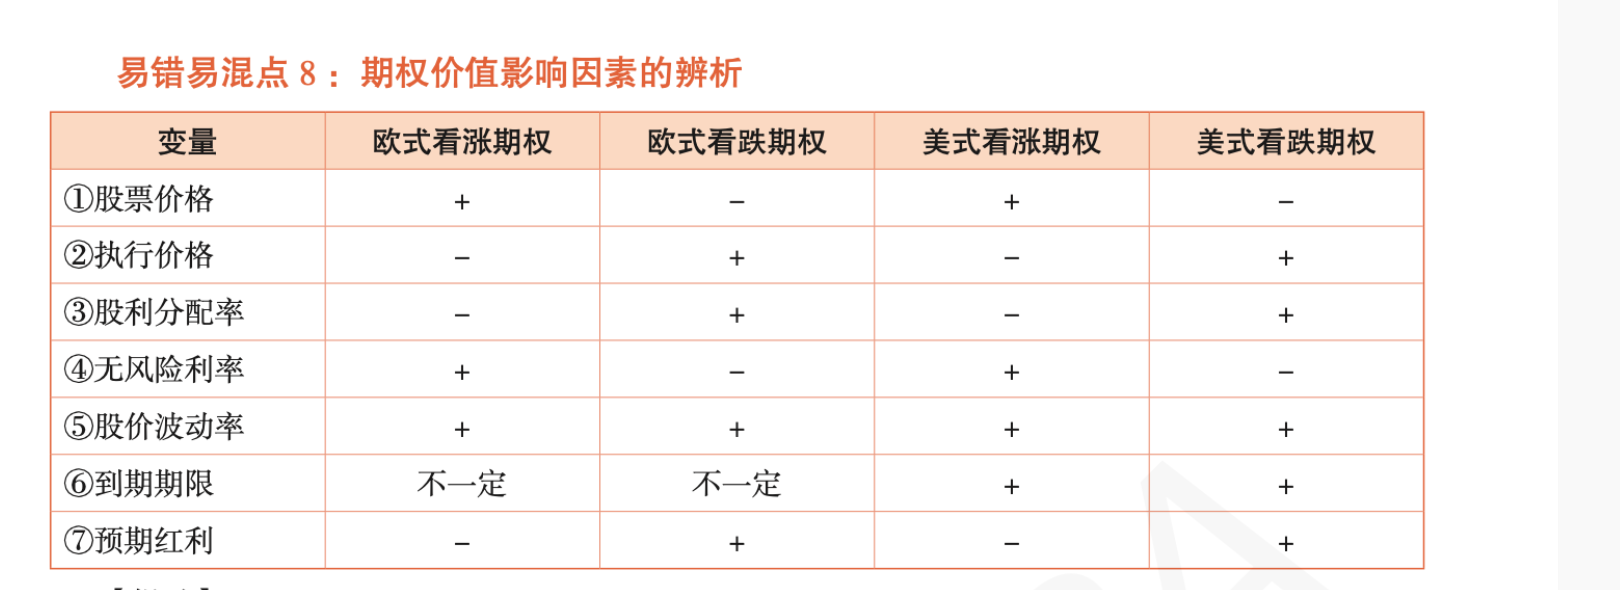 易错易混点 8：期权价值影响因素的辨析
变量 欧式看涨期权 欧式看跌期权 美式看涨期权 美式看跌期权
①股票价格 + − + −
②执行价格 − + − +
③股利分配率 − + − +
④无风险利率 + − + −
⑤股价波动率 + + + +
⑥到期期限 不一定 不一定 + +
⑦预期红利 − + − +